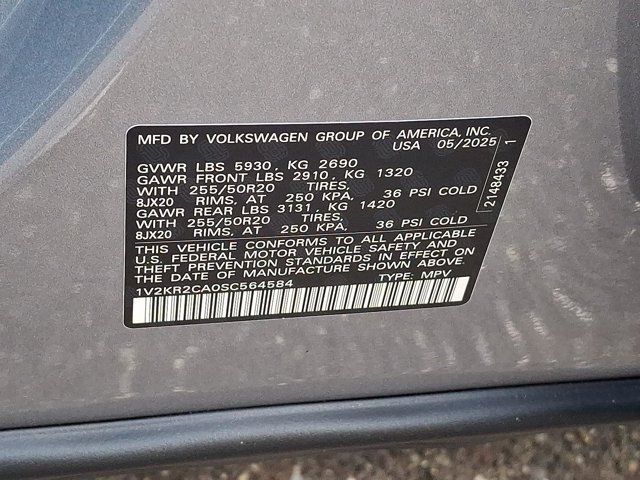 MFD BY VOLKSWAGEN GROUP OF AMERICA, INC.
USA 05/2025
GVWR LBS 5930, KG 2690
GAWR FRONT LBS 2910, KG 1320
WITH 255/50R20 TIRES,
8JX20 RIMS, AT 250 KPA, 36 PSI COLD
GAWR REAR LBS 3131, KG 1420
WITH 255/50R20 TIRES,
8JX20 RIMS, AT 250 KPA, 36 PSI COLD
THIS VEHICLE CONFORMS TO ALL APPLICABLE
U.S. FEDERAL MOTOR VEHICLE SAFETY AND
THEFT PREVENTION STANDARDS IN EFFECT ON
THE DATE OF MANUFACTURE SHOWN ABOVE.
1V2KR2CA0SC564584 TYPE: MPV
2148433 1